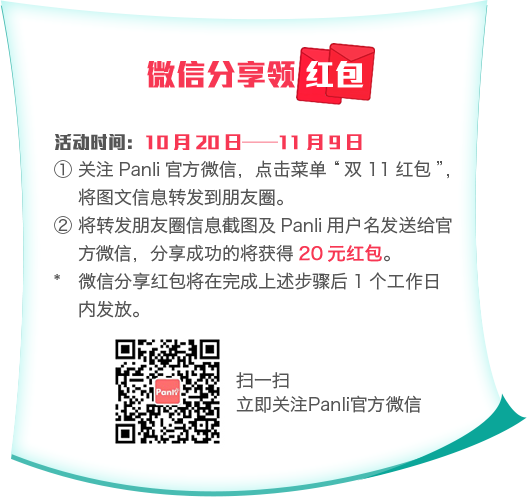 微信分享领红包
活动时间：10月20日——11月9日
① 关注 Panli 官方微信，点击菜单“双 11 红包”，
将图文信息转发到朋友圈。
② 将转发朋友圈信息截图及 Panli 用户名发送给官
方微信，分享成功的将获得 20 元红包。
* 微信分享红包将在完成上述步骤后 1 个工作日
内发放。
Panli
扫一扫
立即关注Panli官方微信